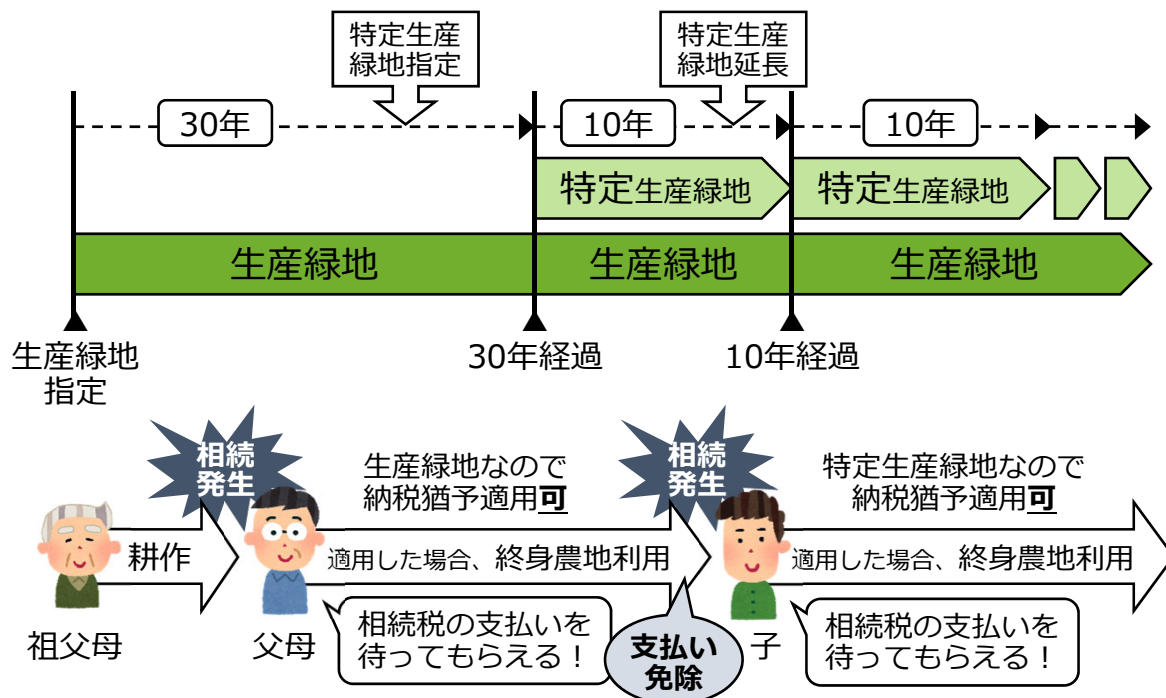 特定生産
緑地指定
特定生産
緑地延長
30年
10年
10年
特定生産緑地
特定生産緑地
生産緑地
生産緑地
生産緑地
生産緑地
指定
30年経過
10年経過
相続
発生
生産緑地なので
納税猶予適用可
相続
発生
特定生産緑地なので
納税猶予適用可
耕作
適用した場合、終身農地利用
適用した場合、終身農地利用
祖父母
父母
相続税の支払いを
待ってもらえる！
支払い
免除
子
相続税の支払いを
待ってもらえる！